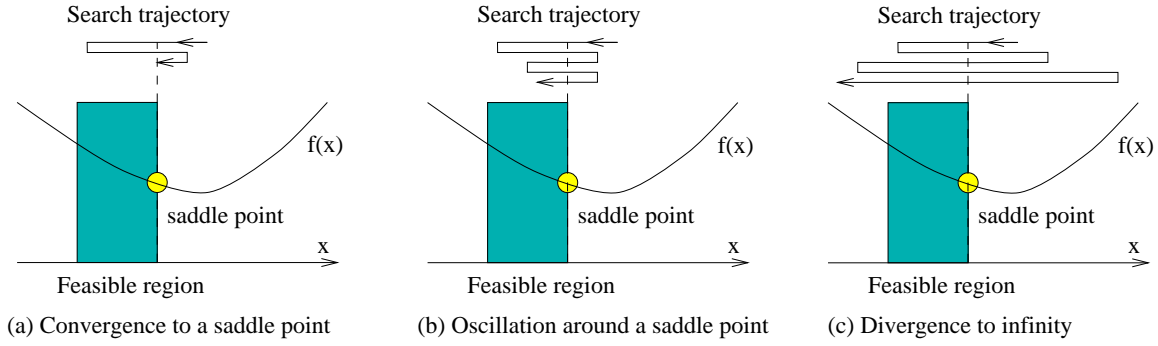 Search trajectory
f(x)
saddle point
x
Feasible region
(a) Convergence to a saddle point
Search trajectory
f(x)
saddle point
x
Feasible region
(b) Oscillation around a saddle point
Search trajectory
f(x)
saddle point
x
Feasible region
(c) Divergence to infinity